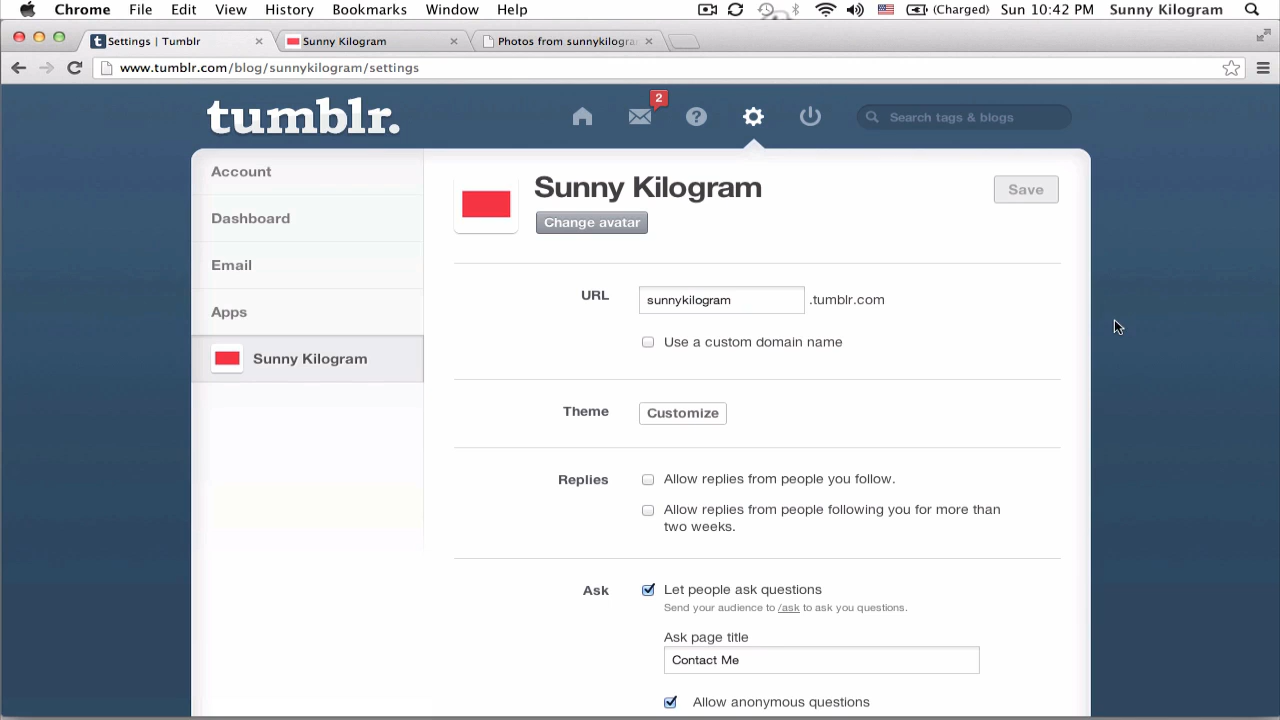 Chrome File Edit View History Bookmarks Window Help (Charged) Sun 10:42 PM Sunny Kilogram
Settings | Tumblr Sunny Kilogram Photos from sunnykilogra
www.tumblr.com/blog/sunnykilogram/settings
tumblr. 2 ? Search tags & blogs
Account
Dashboard
Email
Apps
Sunny Kilogram
Sunny Kilogram
Save
Change avatar
URL sunnykilogram .tumblr.com
Use a custom domain name
Theme Customize
Replies Allow replies from people you follow.
Allow replies from people following you for more than
two weeks.
Ask Let people ask questions
Send your audience to /ask to ask you questions.
Ask page title
Contact Me
Allow anonymous questions